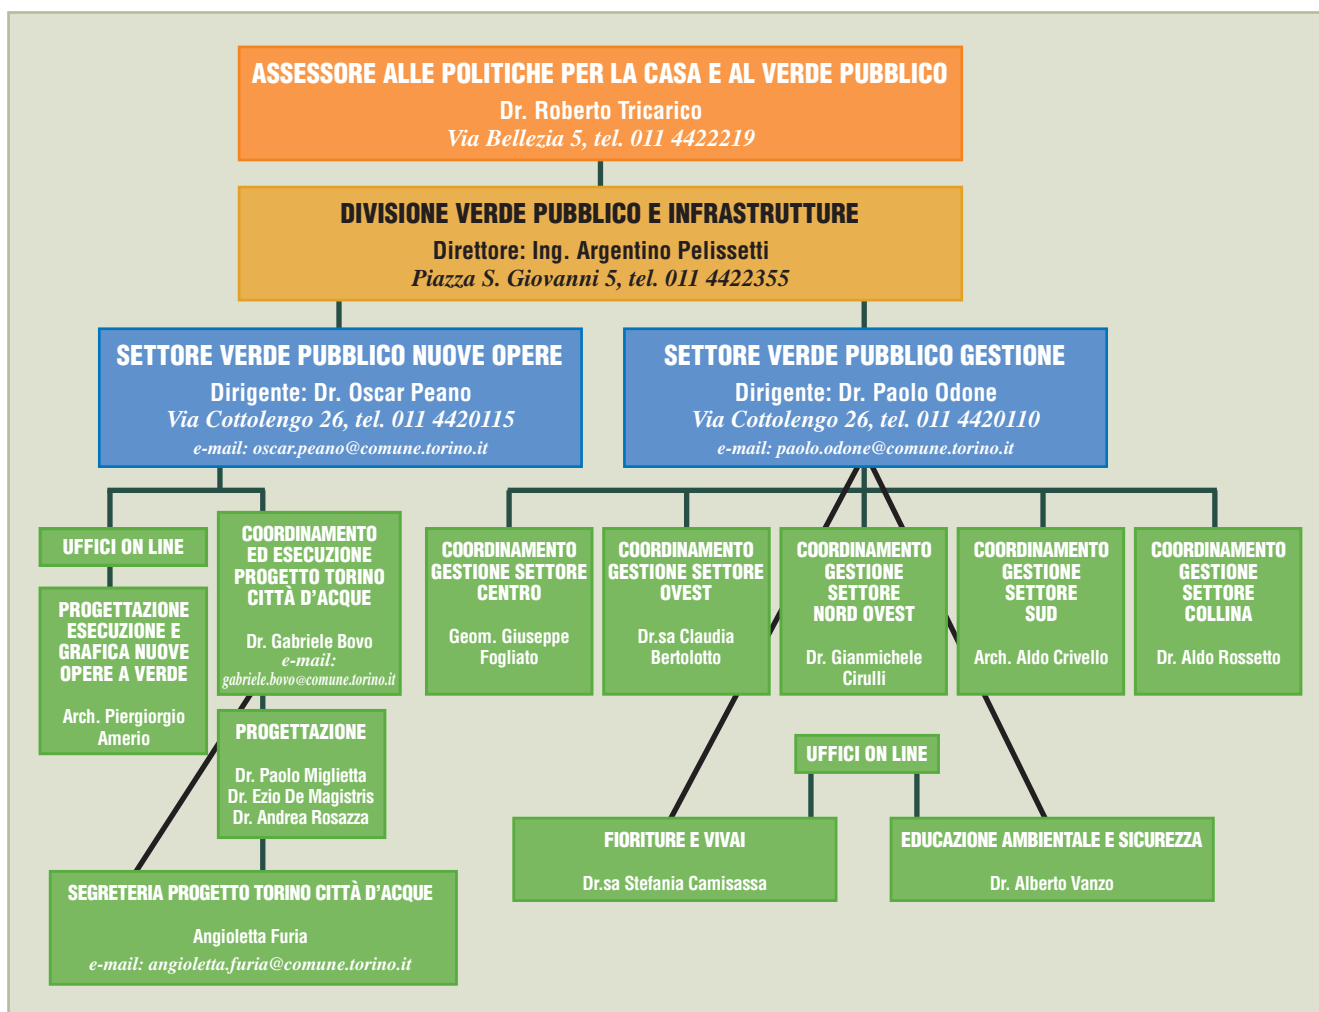 ASSESSORE ALLE POLITICHE PER LA CASA E AL VERDE PUBBLICO
Dr. Roberto Tricarico
Via Bellezia 5, tel. 011 4422219
DIVISIONE VERDE PUBBLICO E INFRASTRUTTURE
Direttore: Ing. Argentino Pelissetti
Piazza S. Giovanni 5, tel. 011 4422355
SETTORE VERDE PUBBLICO NUOVE OPERE
Dirigente: Dr. Oscar Peano
Via Cottolengo 26, tel. 011 4420115
e-mail: oscar.peano@comune.torino.it
SETTORE VERDE PUBBLICO GESTIONE
Dirigente: Dr. Paolo Odone
Via Cottolengo 26, tel. 011 4420110
e-mail: paolo.odone@comune.torino.it
UFFICI ON LINE
PROGETTAZIONE
ESECUZIONE E
GRAFICA NUOVE
OPERE A VERDE
Arch. Piergiorgio
Amerio
COORDINAMENTO
ED ESECUZIONE
PROGETTO TORINO
CITTÀ D'ACQUE
Dr. Gabriele Bovo
e-mail:
gabriele.bovo@comune.torino.it
PROGETTAZIONE
Dr. Paolo Miglietta
Dr. Ezio De Magistris
Dr. Andrea Rosazza
SEGRETERIA PROGETTO TORINO CITTÀ D'ACQUE
Angioletta Furia
e-mail: angioletta.furia@comune.torino.it
COORDINAMENTO
GESTIONE SETTORE
CENTRO
Geom. Giuseppe
Fogliato
COORDINAMENTO
GESTIONE SETTORE
OVEST
Dr.sa Claudia
Bertolotto
COORDINAMENTO
GESTIONE
SETTORE
NORD OVEST
Dr. Gianmichele
Cirulli
COORDINAMENTO
GESTIONE
SETTORE
SUD
Arch. Aldo Crivello
COORDINAMENTO
GESTIONE
SETTORE
COLLINA
Dr. Aldo Rossetto
UFFICI ON LINE
FIORITURE E VIVAI
Dr.sa Stefania Camisassa
EDUCAZIONE AMBIENTALE E SICUREZZA
Dr. Alberto Vanzo